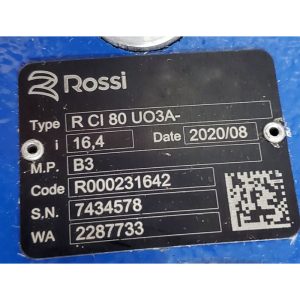 Rossi
Type R CI 80 UO3A-
i 16,4 Date 2020/08
M.P. B3
Code R000231642
S.N. 7434578
WA 2287733